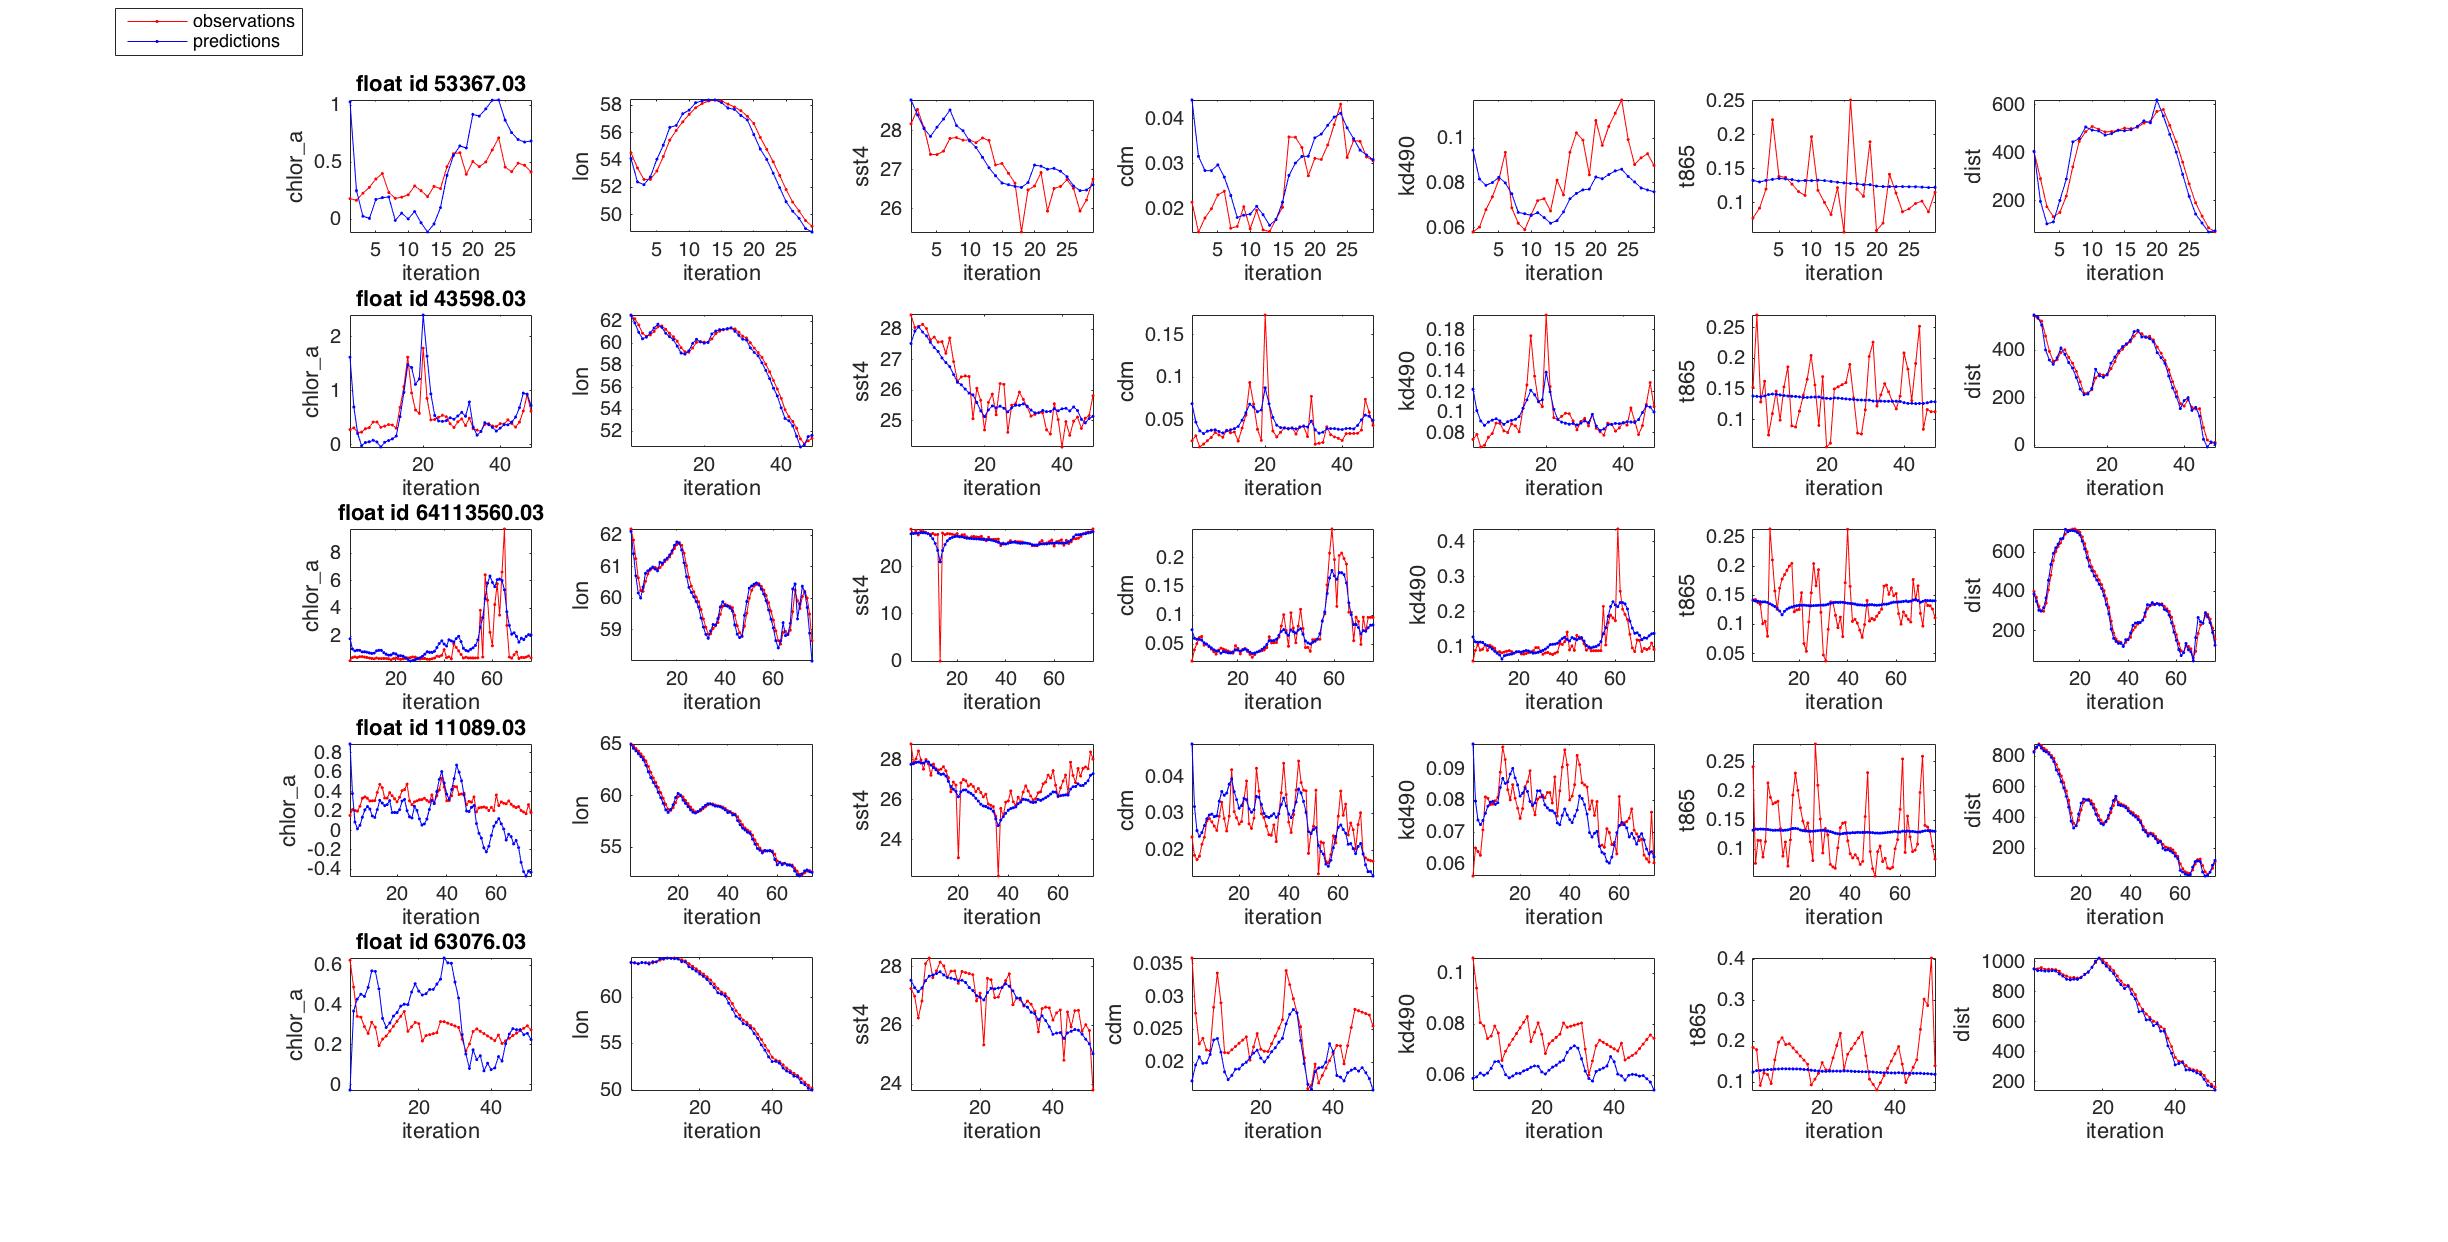 observations
predictions
float id 53367.03
1
0.5
0
chlor_a
5 10 15 20 25
iteration
58
56
54
52
50
lon
5 10 15 20 25
iteration
28
27
26
sst4
5 10 15 20 25
iteration
0.04
0.03
0.02
cdm
5 10 15 20 25
iteration
0.1
0.08
0.06
kd490
5 10 15 20 25
iteration
0.25
0.2
0.15
0.1
t865
5 10 15 20 25
iteration
600
400
200
dist
5 10 15 20 25
iteration
float id 43598.03
2
1
0
chlor_a
20 40
iteration
62
60
58
56
54
52
lon
20 40
iteration
28
27
26
25
sst4
20 40
iteration
0.15
0.1
0.05
cdm
20 40
iteration
0.18
0.16
0.14
0.12
0.1
0.08
kd490
20 40
iteration
0.25
0.2
0.15
0.1
t865
20 40
iteration
400
200
0
dist
20 40
iteration
float id 64113560.03
8
6
4
2
chlor_a
20 40 60
iteration
62
61
60
59
lon
20 40 60
iteration
20
10
0
sst4
20 40 60
iteration
0.2
0.15
0.1
0.05
cdm
20 40 60
iteration
0.4
0.3
0.2
0.1
kd490
20 40 60
iteration
0.25
0.2
0.15
0.1
0.05
t865
20 40 60
iteration
600
400
200
dist
20 40 60
iteration
float id 11089.03
0.8
0.6
0.4
0.2
0
-0.2
-0.4
chlor_a
20 40 60
iteration
65
60
55
lon
20 40 60
iteration
28
26
24
sst4
20 40 60
iteration
0.04
0.03
0.02
cdm
20 40 60
iteration
0.09
0.08
0.07
0.06
kd490
20 40 60
iteration
0.25
0.2
0.15
0.1
t865
20 40 60
iteration
800
600
400
200
dist
20 40 60
iteration
float id 63076.03
0.6
0.4
0.2
0
chlor_a
20 40
iteration
60
55
50
lon
20 40
iteration
28
26
24
sst4
20 40
iteration
0.035
0.03
0.025
0.02
cdm
20 40
iteration
0.1
0.08
0.06
kd490
20 40
iteration
0.4
0.3
0.2
0.1
t865
20 40
iteration
1000
800
600
400
200
dist
20 40
iteration